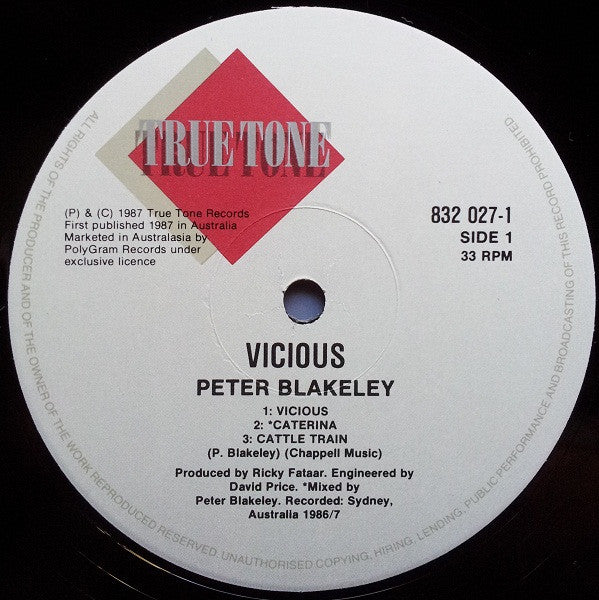 TRUE TONE
TRUE TONE
(P) & (C) 1987 True Tone Records
First published 1987 in Australia
Marketed in Australasia by
PolyGram Records under
exclusive licence
832 027-1
SIDE 1
33 RPM
VICIOUS
PETER BLAKELEY
1: VICIOUS
2: *CATERINA
3: CATTLE TRAIN
(P. Blakeley) (Chappell Music)
Produced by Ricky Fataar. Engineered by
David Price. *Mixed by
Peter Blakeley. Recorded: Sydney,
Australia 1986/7
ALL RIGHTS OF THE PRODUCER AND OF THE OWNER OF THE WORK REPRODUCED RESERVED. UNAUTHORISED COPYING, HIRING, LENDING, PUBLIC PERFORMANCE AND BROADCASTING OF THIS RECORD PROHIBITED